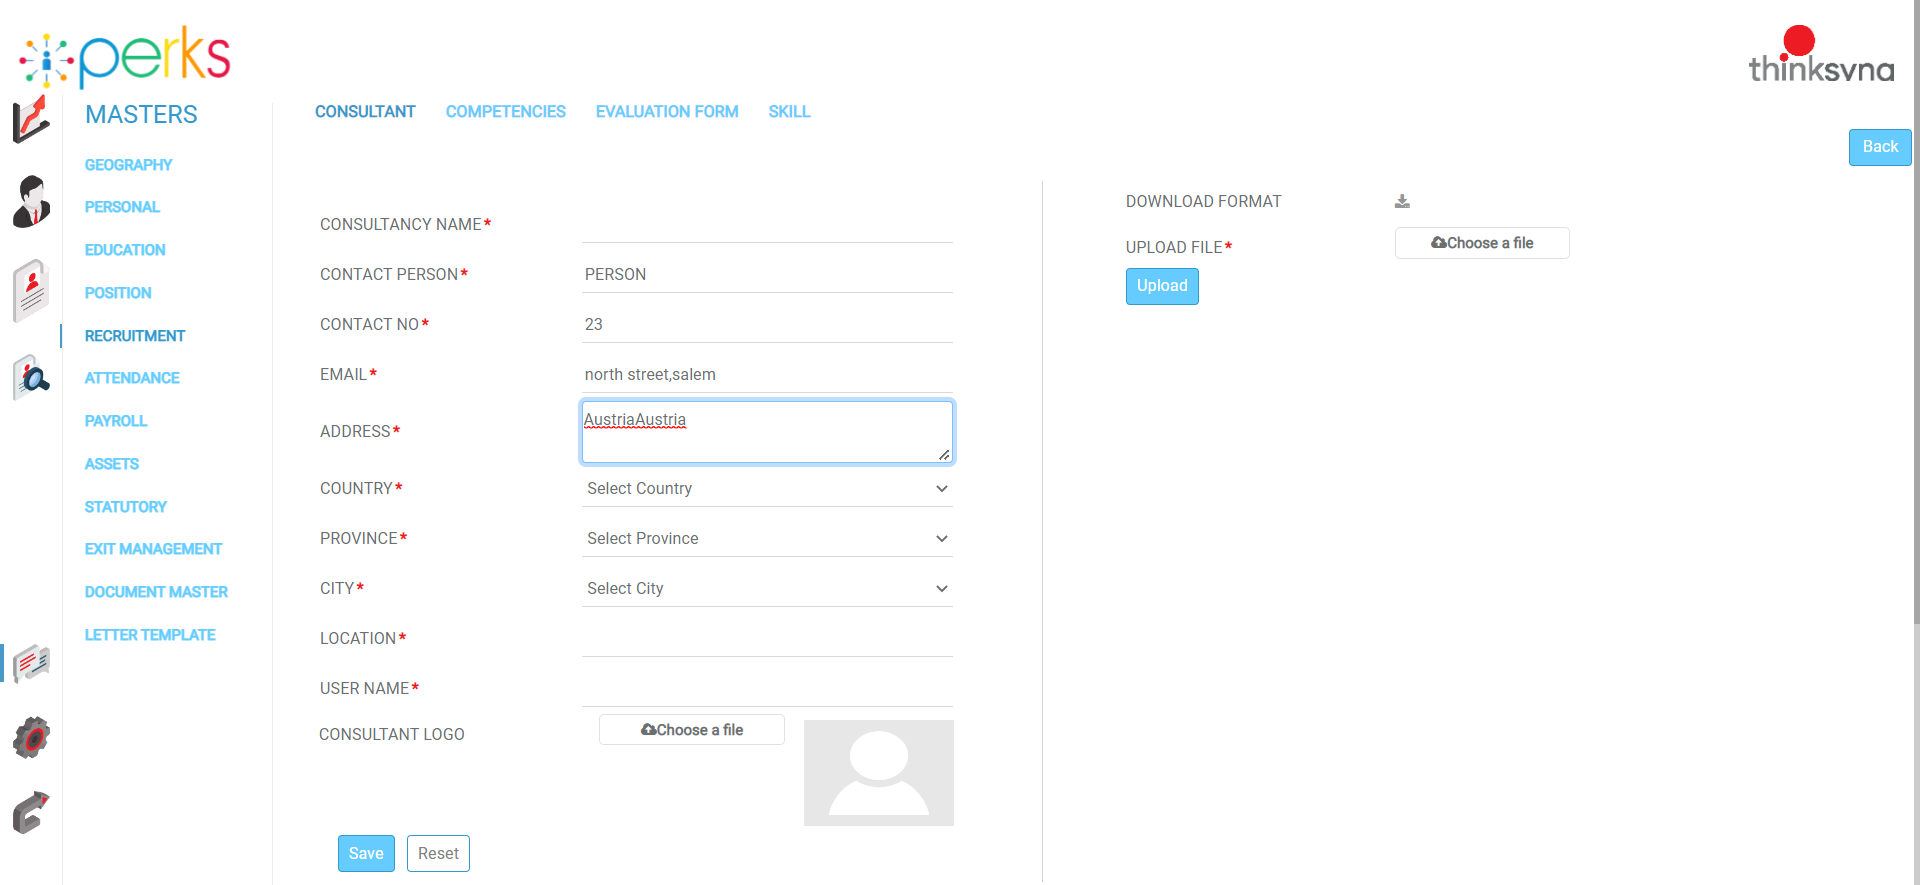 perks
thinksvna
MASTERS
CONSULTANT COMPETENCIES EVALUATION FORM SKILL
Back
GEOGRAPHY
PERSONAL
EDUCATION
POSITION
RECRUITMENT
ATTENDANCE
PAYROLL
ASSETS
STATUTORY
EXIT MANAGEMENT
DOCUMENT MASTER
LETTER TEMPLATE
CONSULTANCY NAME*
CONTACT PERSON* PERSON
CONTACT NO* 23
EMAIL* north street,salem
ADDRESS* AustriaAustria
COUNTRY* Select Country
PROVINCE* Select Province
CITY* Select City
LOCATION*
USER NAME*
CONSULTANT LOGO Choose a file
Save Reset
DOWNLOAD FORMAT
UPLOAD FILE* Choose a file
Upload